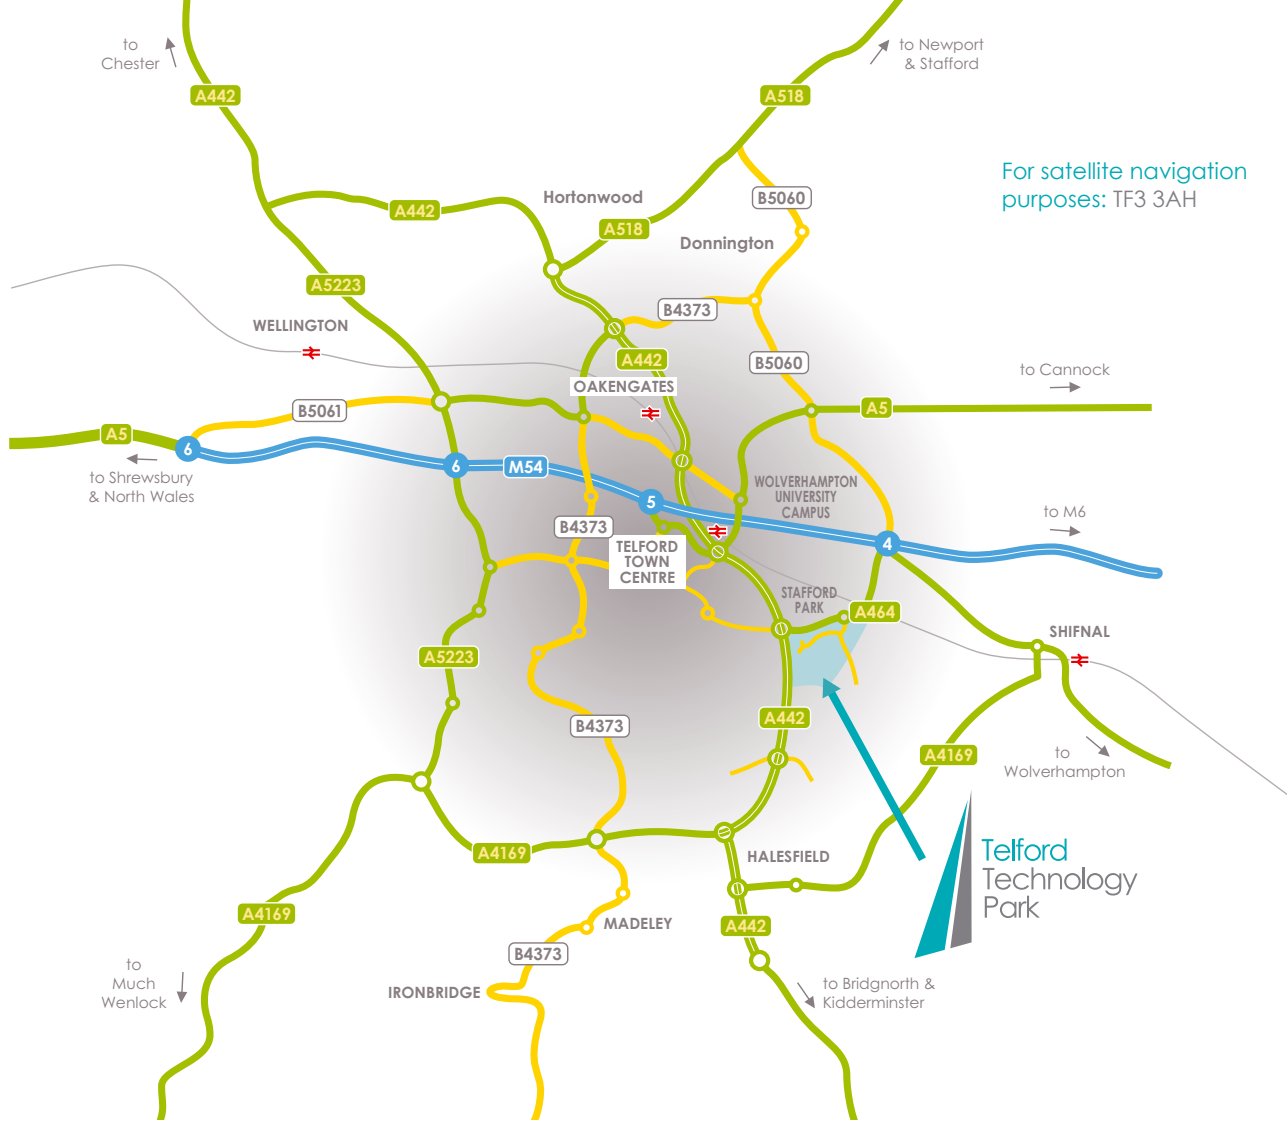 to
Chester
to Newport
& Stafford
A442
A518
For satellite navigation
purposes: TF3 3AH
Hortonwood
B5060
A442
A518
Donnington
A5223
B4373
WELLINGTON
A442
B5060
to Cannock
OAKENGATES
B5061
A5
A5
6
6
M54
to Shrewsbury
& North Wales
WOLVERHAMPTON
UNIVERSITY
CAMPUS
5
to M6
B4373
4
TELFORD
TOWN
CENTRE
STAFFORD
PARK
A464
SHIFNAL
A5223
A442
B4373
A4169
to
Wolverhampton
A4169
HALESFIELD
Telford
Technology
Park
A4169
A442
MADELEY
B4373
to
Much
Wenlock
IRONBRIDGE
to Bridgnorth &
Kidderminster